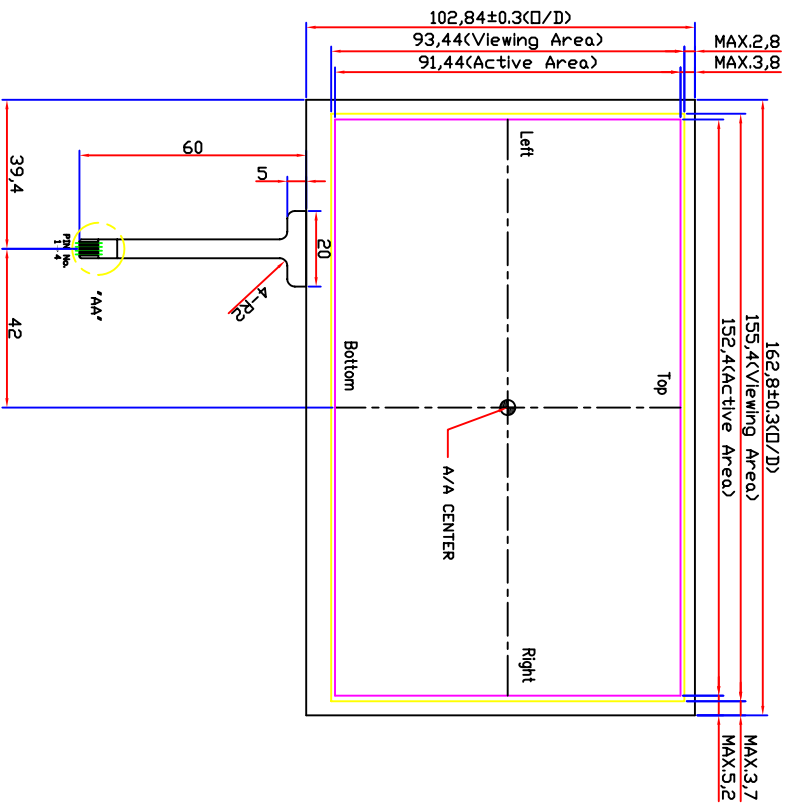 102,84±0.3(□/D)
93,44(Viewing Area)
91,44(Active Area)
MAX.2,8
MAX.3,8
60
5
20
39,4
42
4-R2
PIN No.
1 4
"AA"
Left
Top
Bottom
Right
A/A CENTER
162,8±0.3(□/D)
155,4(Viewing Area)
152,4(Active Area)
MAX.3,7
MAX.5,2